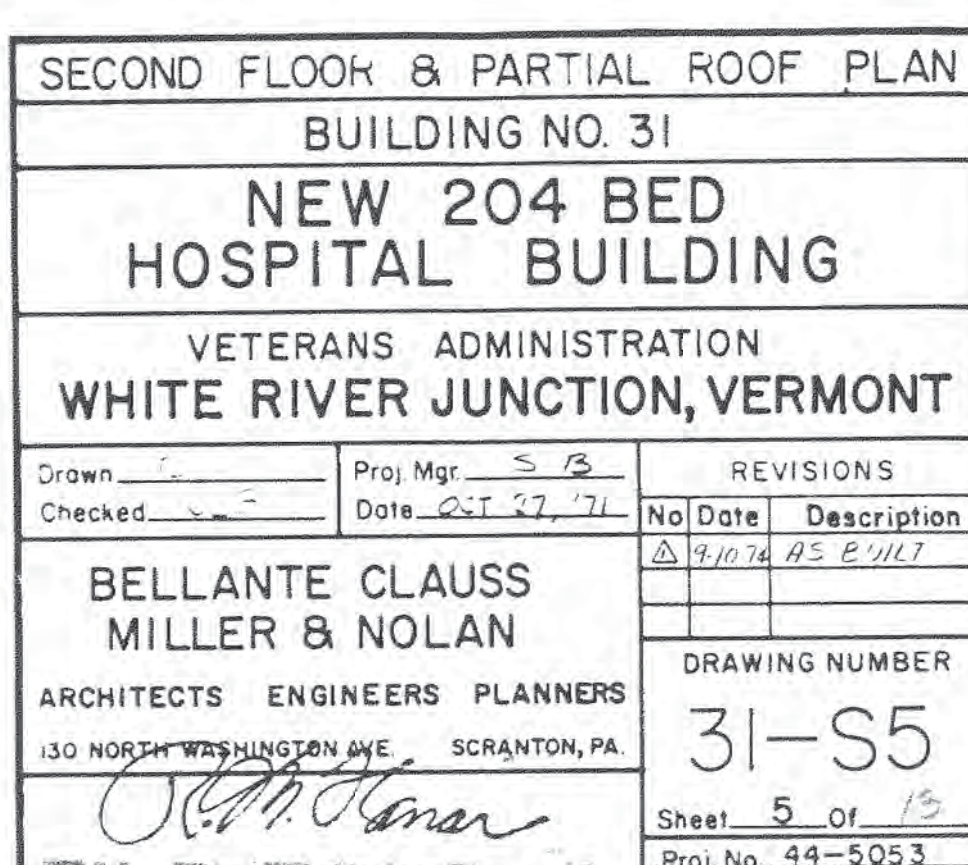 SECOND FLOOR & PARTIAL ROOF PLAN
BUILDING NO. 31
NEW 204 BED
HOSPITAL BUILDING
VETERANS ADMINISTRATION
WHITE RIVER JUNCTION, VERMONT
Drawn
Checked
Proj. Mgr. S B
Date OCT 27, '71
REVISIONS
No Date Description
1 9-10-74 AS BUILT
BELLANTE CLAUSS
MILLER & NOLAN
ARCHITECTS ENGINEERS PLANNERS
130 NORTH WASHINGTON AVE. SCRANTON, PA.
DRAWING NUMBER
31-S5
Sheet 5 Of 13
Proj. No. 44-5053